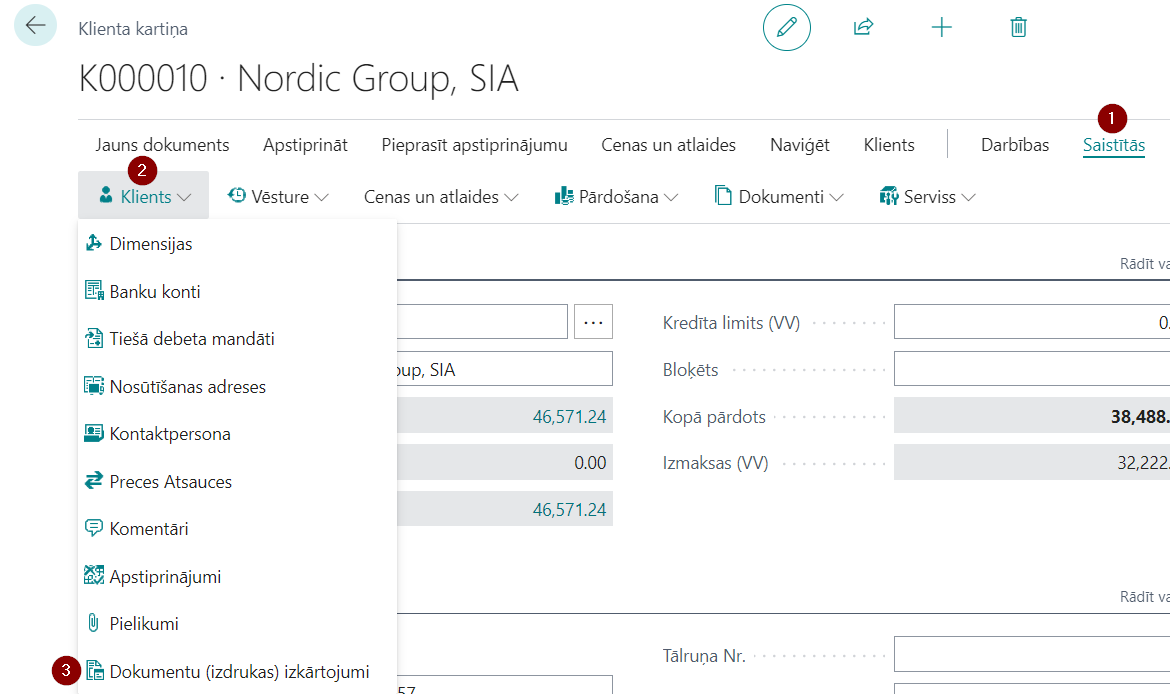 Klienta kartiņa
K000010 · Nordic Group, SIA
1
Jauns dokuments Apstiprināt Pieprasīt apstiprinājumu Cenas un atlaides Naviģēt Klients Darbības Saistītās
2
Klients Vēsture Cenas un atlaides Pārdošana Dokumenti Serviss
Dimensijas
Rādīt va
Banku konti
... Kredīta limits (VV) 0.
Tiešā debeta mandāti
oup, SIA Bloķēts
Nosūtīšanas adreses
46,571.24 Kopā pārdots 38,488.
Kontaktpersona
0.00 Izmaksas (VV) 32,222.
Preces Atsauces
46,571.24
Komentāri
Apstiprinājumi
Rādīt va
Pielikumi
Tālruņa Nr.
3 Dokumentu (izdrukas) izkārtojumi
57